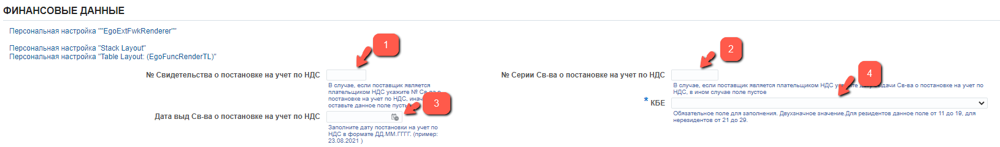 ФИНАНСОВЫЕ ДАННЫЕ
Персональная настройка ""EgoExtFwkRenderer""
Персональная настройка "Stack Layout"
Персональная настройка "Table Layout: (EgoFuncRenderTL)"
1
2
3
4
№ Свидетельства о постановке на учет по НДС
В случае, если поставщик является
плательщиком НДС укажите № Св-ва о
постановке на учет по НДС, инач
оставьте данное поле пусты
Дата выд Св-ва о постановке на учет по НДС
Заполните дату постановки на учет по
НДС в формате ДД.ММ.ГГГГ. (пример:
23.08.2021 )
№ Серии Св-ва о постановке на учет по НДС
В случае, если поставщик является плательщиком НДС дату выдачи Св-ва о постановке на учет по
НДС, в ином случае поле пустое
* КБЕ
Обязательное поле для заполнения. Двухзначное значение.Для резидентов данное поле от 11 до 19, для
нерезидентов от 21 до 29.